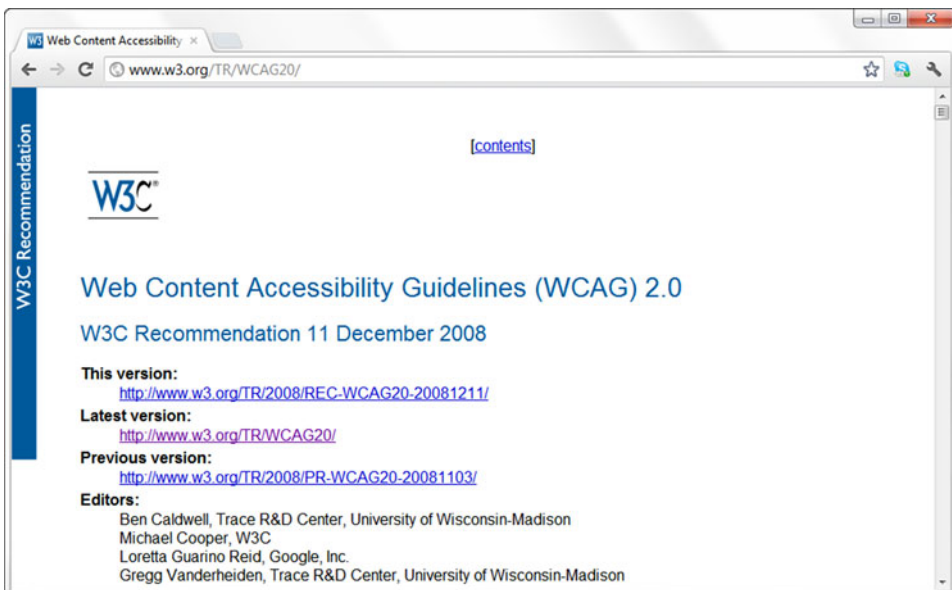 Web Content Accessibility
www.w3.org/TR/WCAG20/
W3C Recommendation
[contents]
W3C®
Web Content Accessibility Guidelines (WCAG) 2.0
W3C Recommendation 11 December 2008
This version:
http://www.w3.org/TR/2008/REC-WCAG20-20081211/
Latest version:
http://www.w3.org/TR/WCAG20/
Previous version:
http://www.w3.org/TR/2008/PR-WCAG20-20081103/
Editors:
Ben Caldwell, Trace R&D Center, University of Wisconsin-Madison
Michael Cooper, W3C
Loretta Guarino Reid, Google, Inc.
Gregg Vanderheiden, Trace R&D Center, University of Wisconsin-Madison